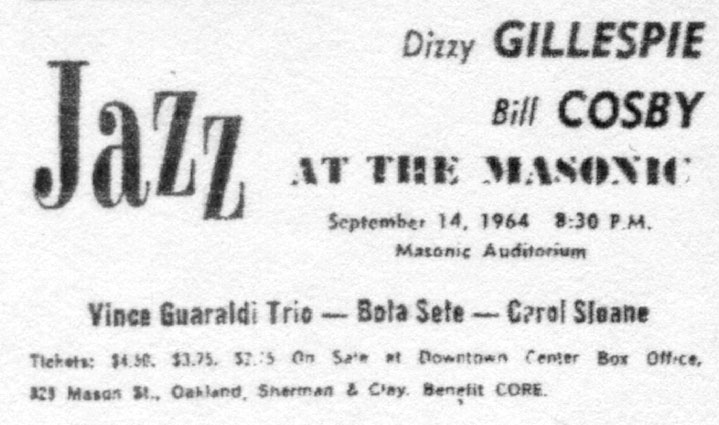 Jazz
Dizzy GILLESPIE
Bill COSBY
AT THE MASONIC
September 14, 1964 8:30 P.M.
Masonic Auditorium
Vince Guaraldi Trio — Bola Sete — Carol Sloane
Tickets: $4.50, $3.75, On Sale at Downtown Center Box Office,
Mason St., Oakland, Sherman & Clay. Benefit CORE.